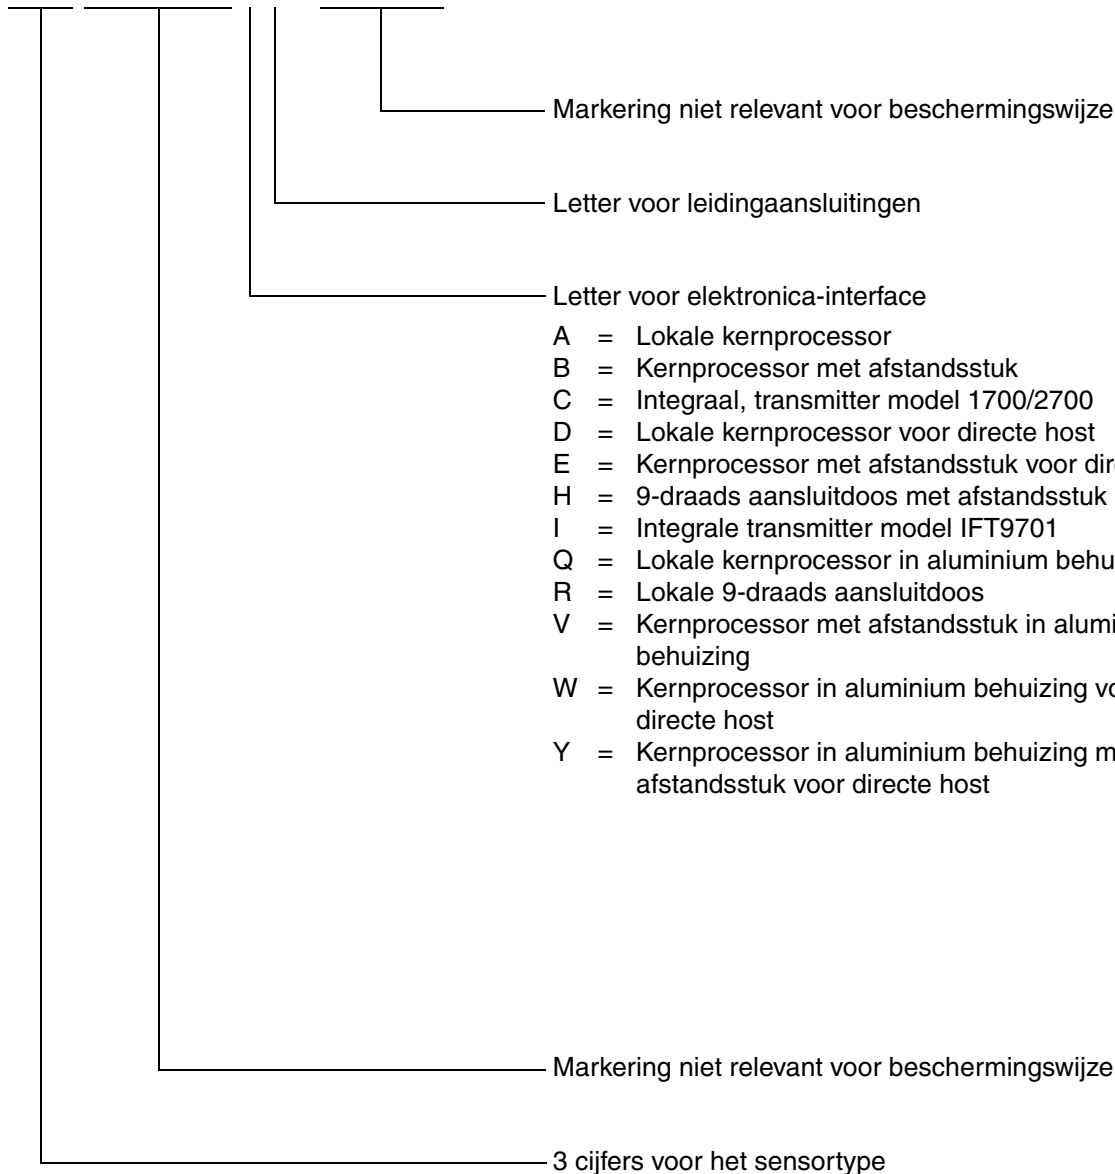 Markering niet relevant voor beschermingswijze
Letter voor leidingaansluitingen
Letter voor elektronica-interface
A = Lokale kernprocessor
B = Kernprocessor met afstandsstuk
C = Integraal, transmitter model 1700/2700
D = Lokale kernprocessor voor directe host
E = Kernprocessor met afstandsstuk voor
H = 9-draads aansluitdoos met afstandsstuk
I = Integrale transmitter model IFT9701
Q = Lokale kernprocessor in aluminium
R = Lokale 9-draads aansluitdoos
V = Kernprocessor met afstandsstuk in
behuizing
W = Kernprocessor in aluminium behuizing
directe host
Y = Kernprocessor in aluminium behuizing
afstandsstuk voor directe host
Markering niet relevant voor beschermingswijze
3 cijfers voor het sensortype